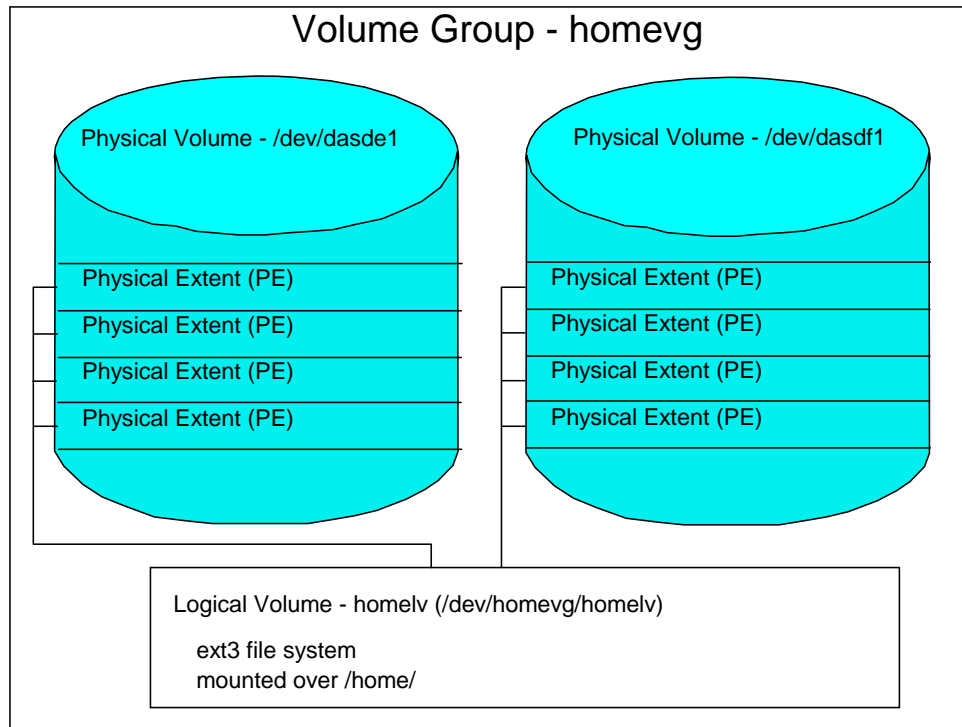 Volume Group - homevg
Physical Volume - /dev/dasde1
Physical Extent (PE)
Physical Extent (PE)
Physical Extent (PE)
Physical Extent (PE)
Physical Volume - /dev/dasdf1
Physical Extent (PE)
Physical Extent (PE)
Physical Extent (PE)
Physical Extent (PE)
Logical Volume - homelv (/dev/homevg/homelv)
ext3 file system
mounted over /home/